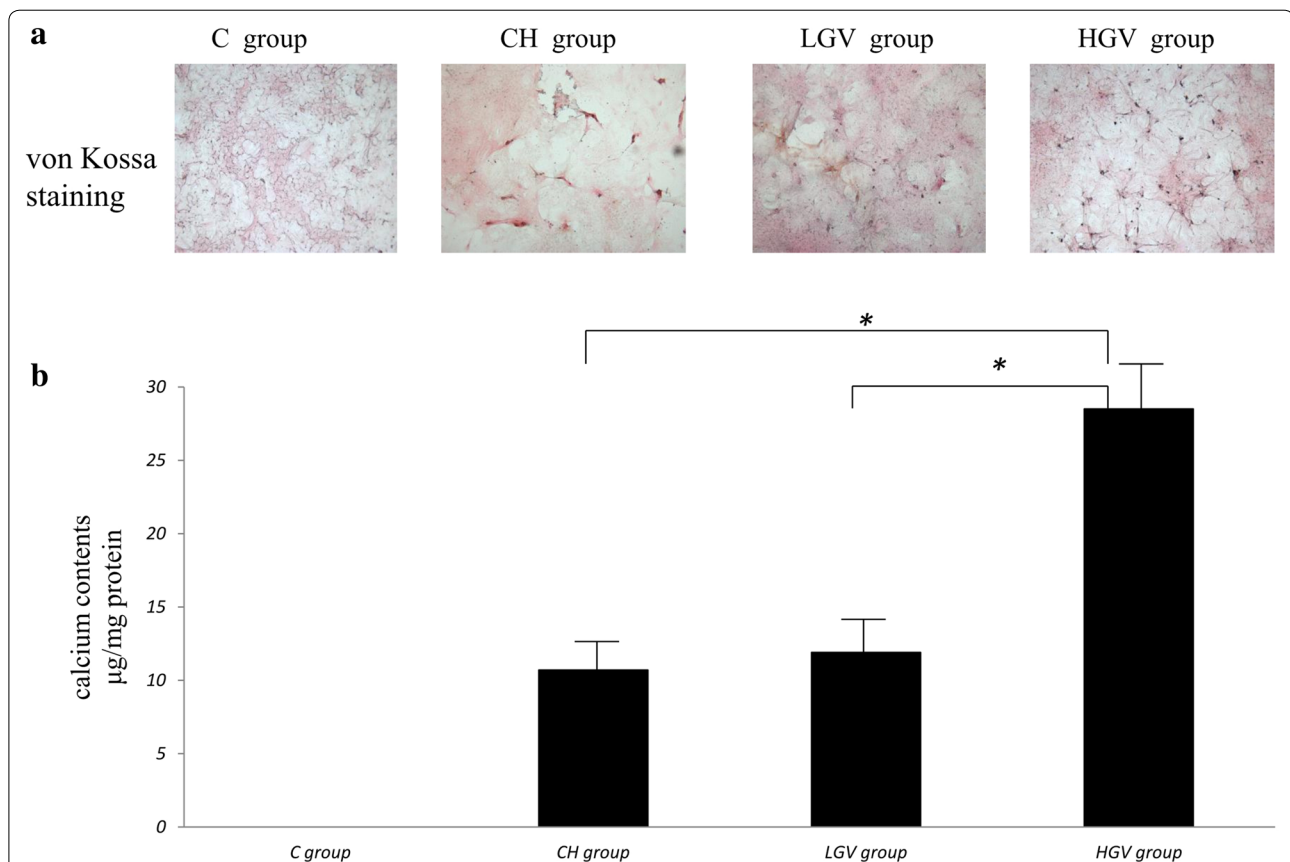 a
C group
CH group
LGV group
HGV group
von Kossa
staining
*
*
b
30
25
20
15
10
5
0
calcium contents
µg/mg protein
C group
CH group
LGV group
HGV group